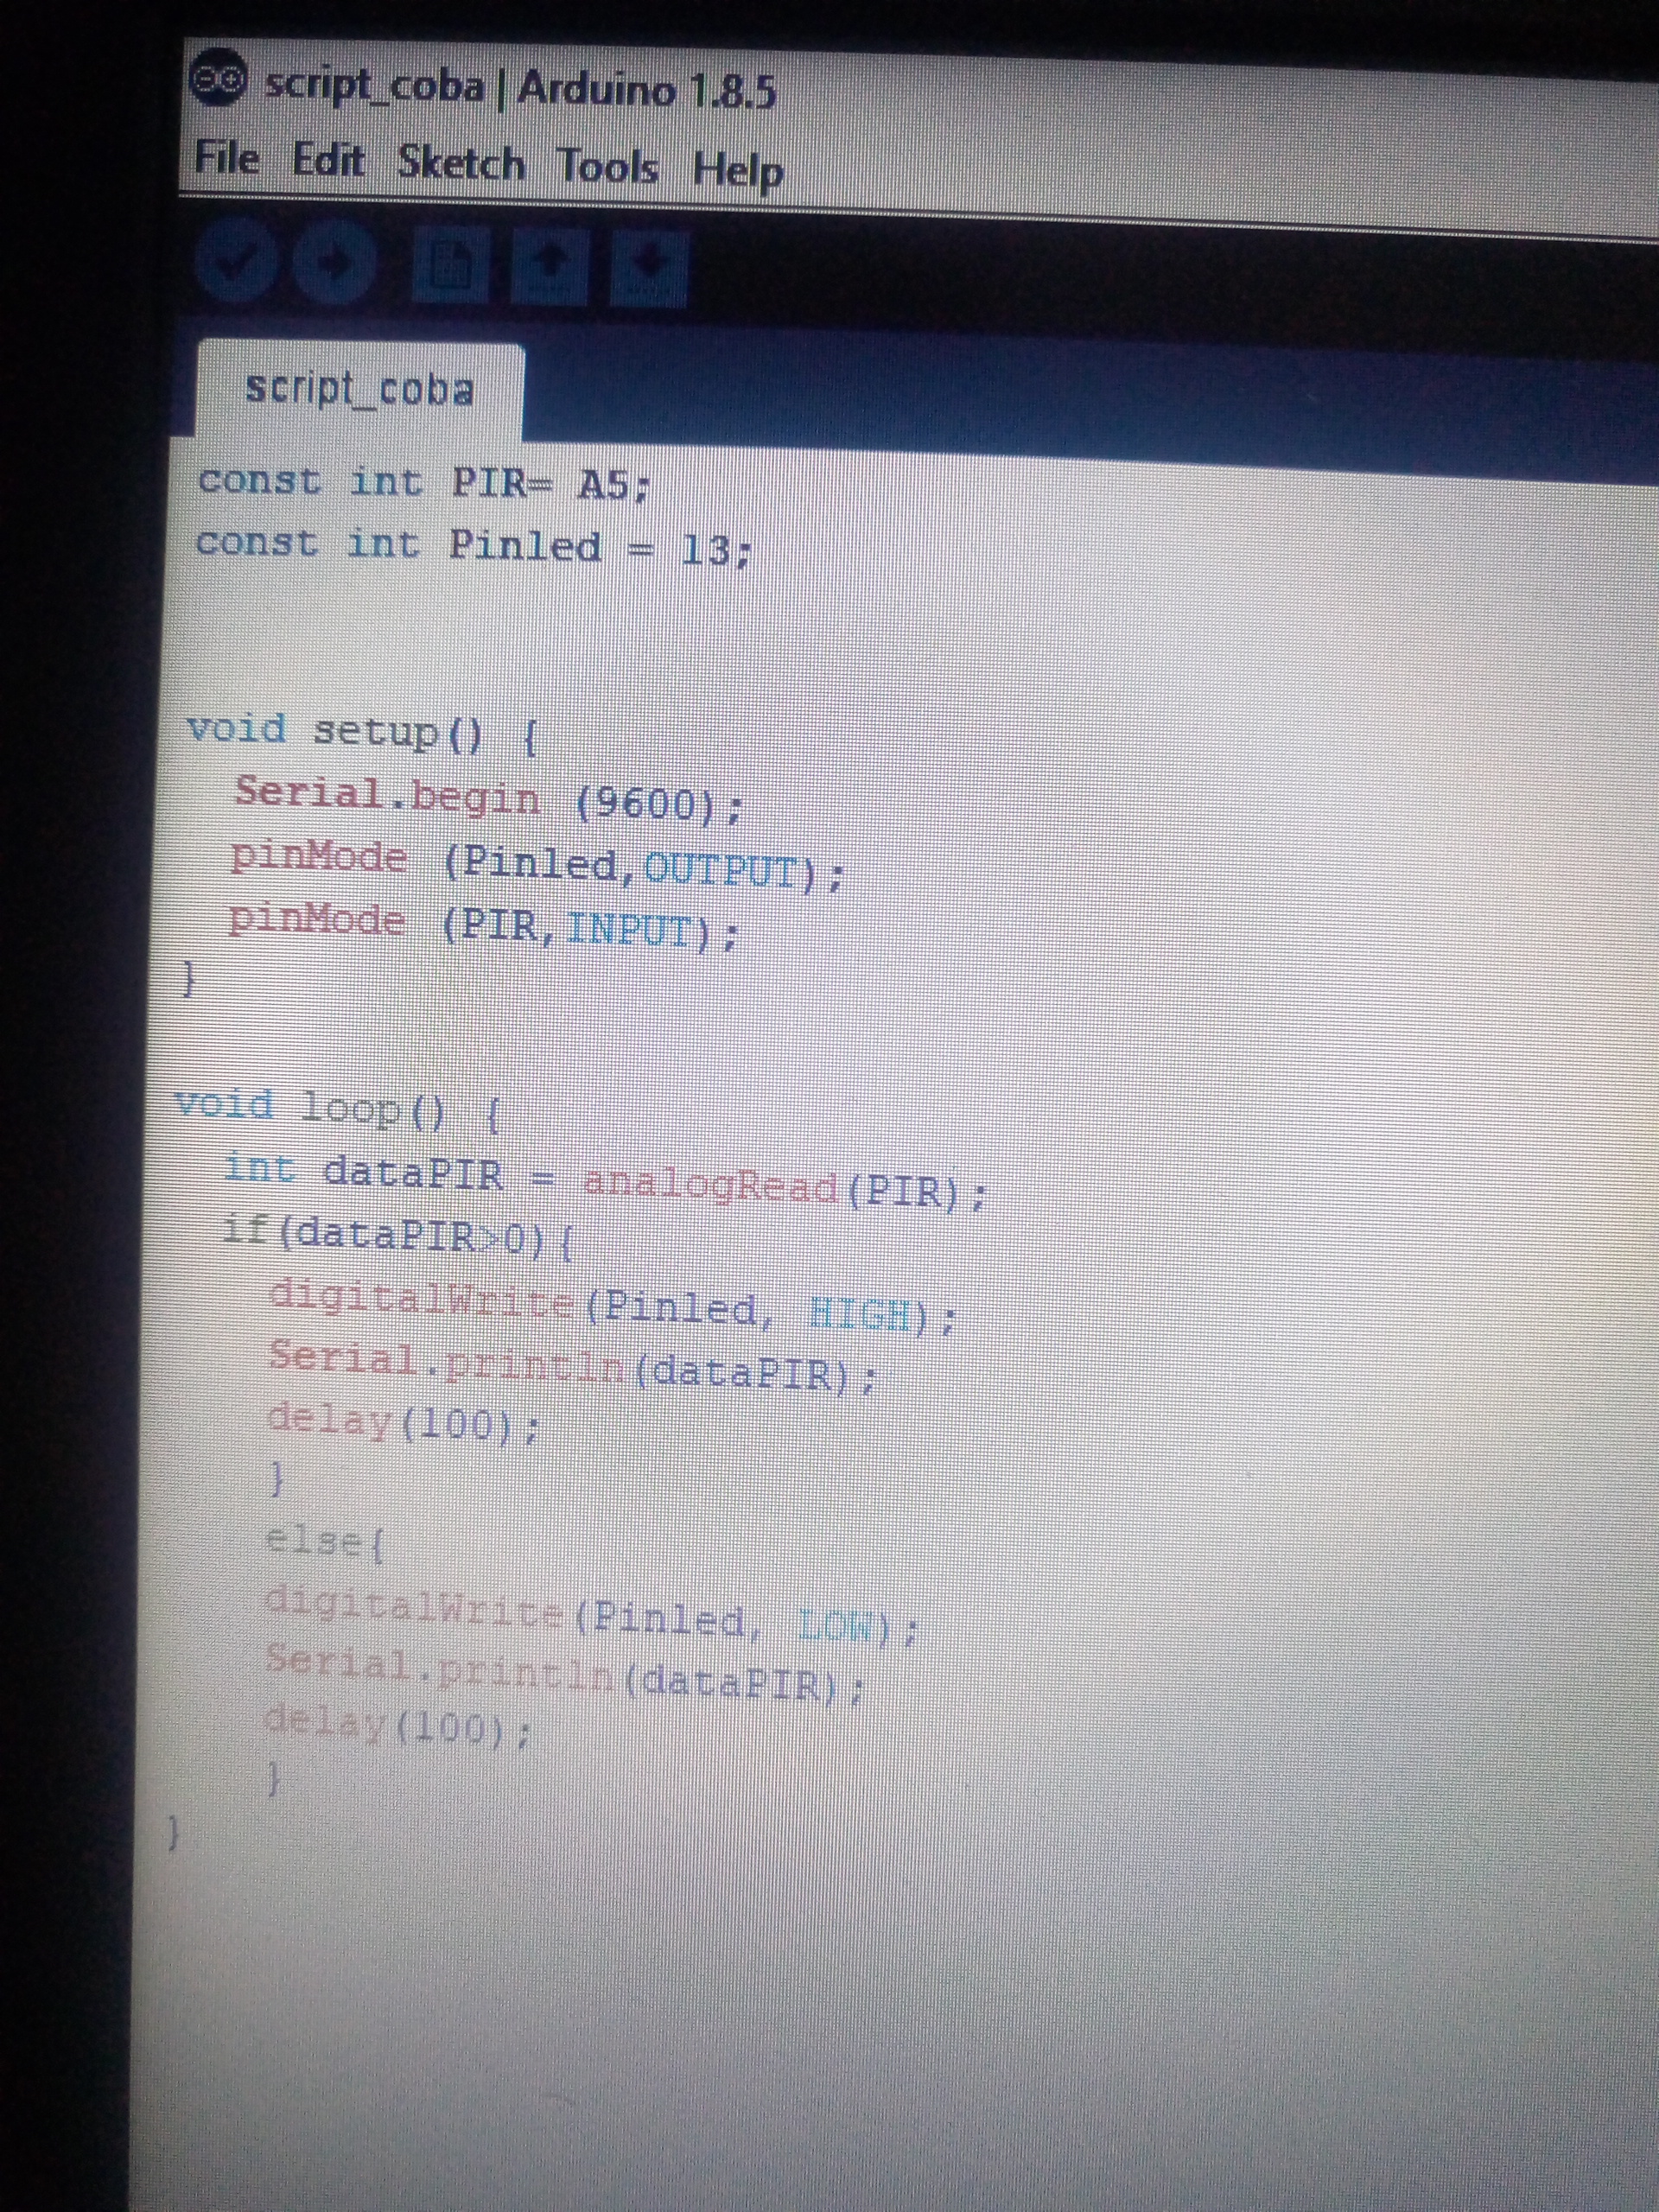 script_coba | Arduino 1.8.5
File Edit Sketch Tools Help
script_coba
const int PIR= A5;
const int Pinled = 13;
void setup() {
Serial.begin (9600);
pinMode (Pinled,OUTPUT);
pinMode (PIR,INPUT);
}
void loop() {
int dataPIR = analogRead(PIR);
if(dataPIR>0){
digitalWrite(Pinled, HIGH);
Serial.println(dataPIR);
delay(100);
}
else{
digitalWrite(Pinled, LOW);
Serial.println(dataPIR);
delay(100);
}
}